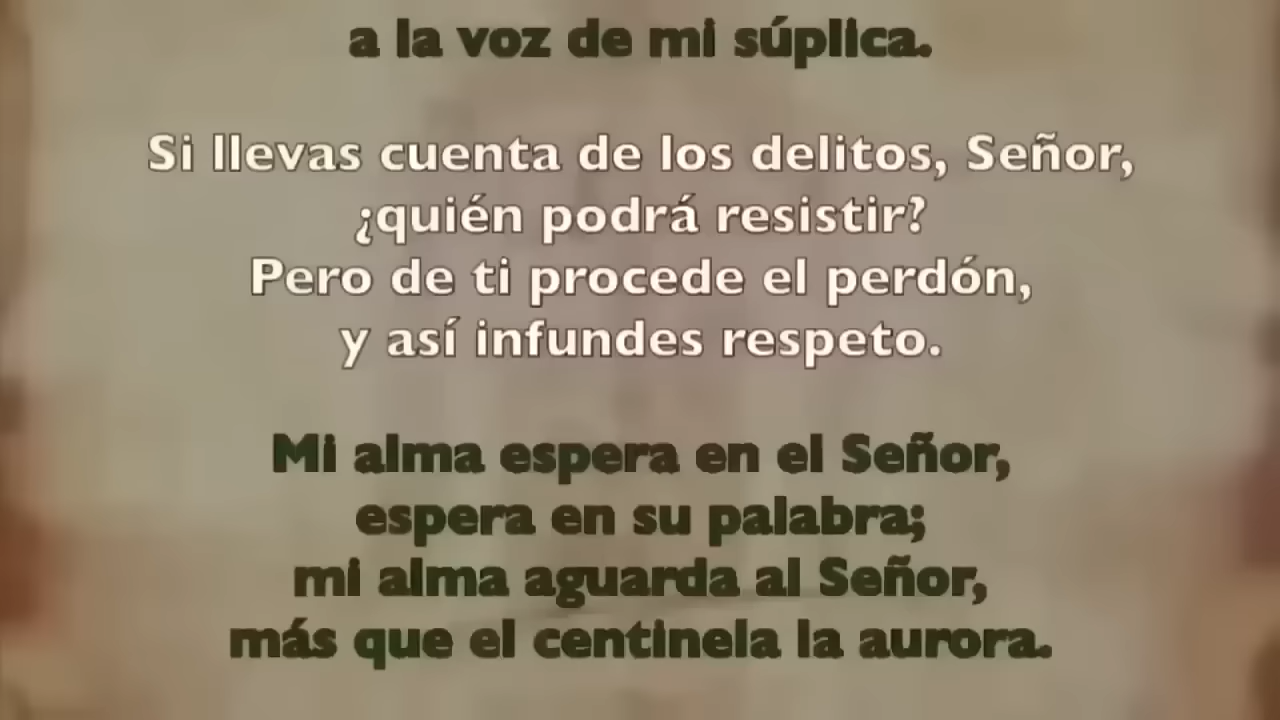 a la voz de mi súplica.
Si llevas cuenta de los delitos, Señor,
¿quién podrá resistir?
Pero de ti procede el perdón,
y así infundes respeto.
Mi alma espera en el Señor,
espera en su palabra;
mi alma aguarda al Señor,
más que el centinela la aurora.